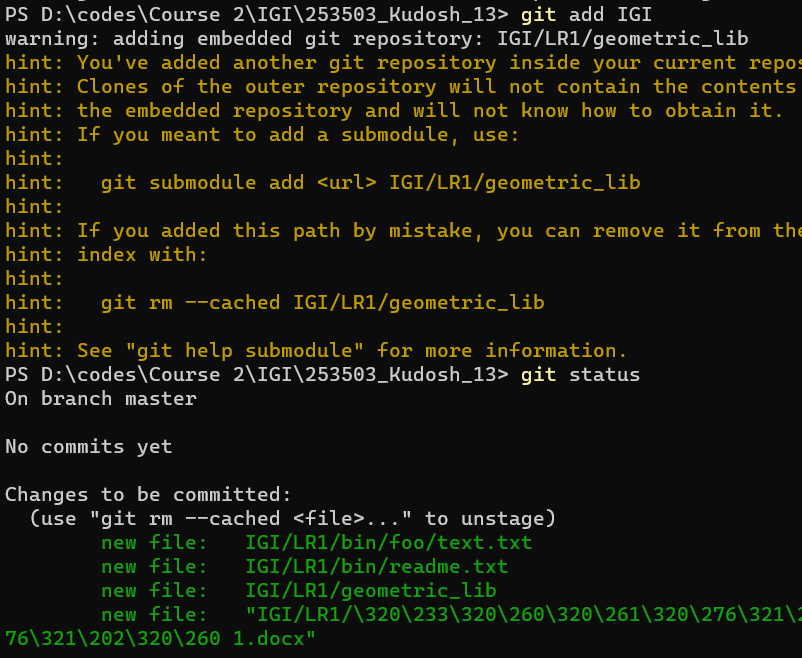 PS D:\codes\Course 2\IGI\253503_Kudosh_13> git add IGI
warning: adding embedded git repository: IGI/LR1/geometric_lib
hint: You've added another git repository inside your current repos
hint: Clones of the outer repository will not contain the contents
hint: the embedded repository and will not know how to obtain it.
hint: If you meant to add a submodule, use:
hint:
hint:   git submodule add <url> IGI/LR1/geometric_lib
hint:
hint: If you added this path by mistake, you can remove it from the
hint: index with:
hint:
hint:   git rm --cached IGI/LR1/geometric_lib
hint:
hint: See "git help submodule" for more information.
PS D:\codes\Course 2\IGI\253503_Kudosh_13> git status
On branch master
No commits yet
Changes to be committed:
  (use "git rm --cached <file>..." to unstage)
        new file:   IGI/LR1/bin/foo/text.txt
        new file:   IGI/LR1/bin/readme.txt
        new file:   IGI/LR1/geometric_lib
        new file:   "IGI/LR1/\320\233\320\260\320\261\320\276\321\2
76\321\202\320\260 1.docx"